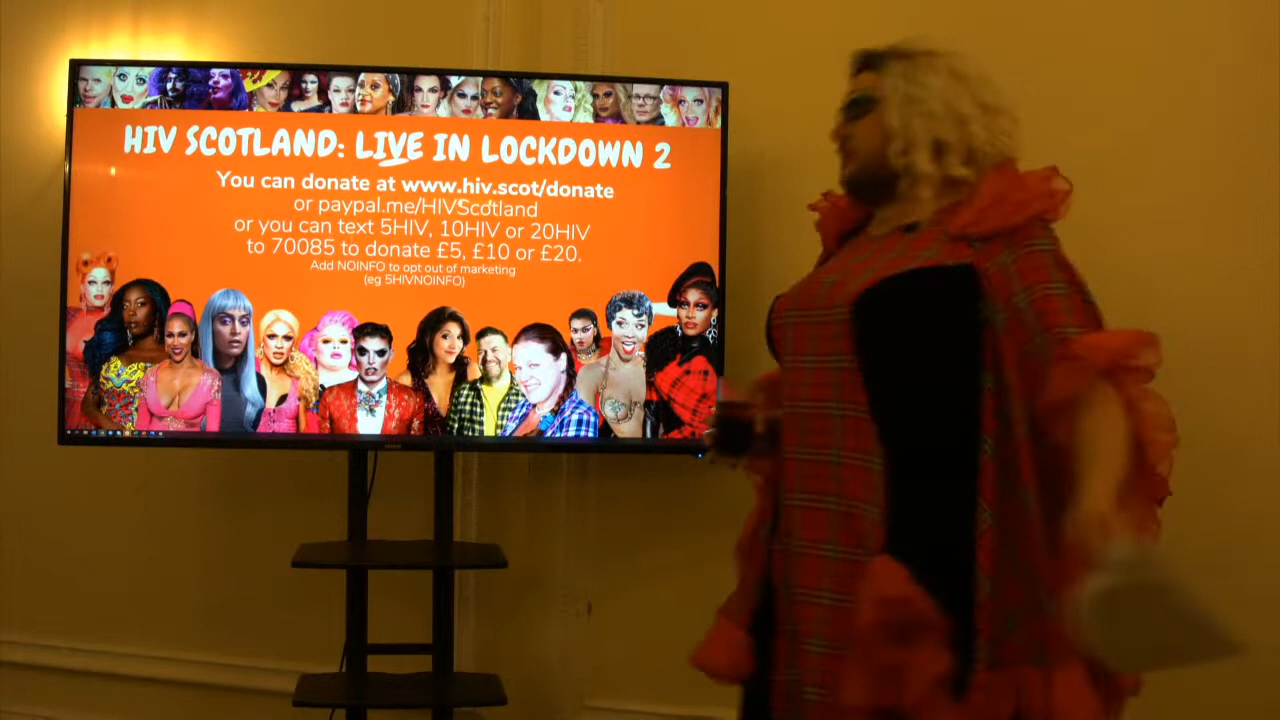 HIV SCOTLAND: LIVE IN LOCKDOWN 2
You can donate at www.hiv.scot/donate
or paypal.me/HIVScotland
or you can text 5HIV, 10HIV or 20HIV
to 70085 to donate £5, £10 or £20.
Add NOINFO to opt out of marketing
(eg 5HIVNOINFO)